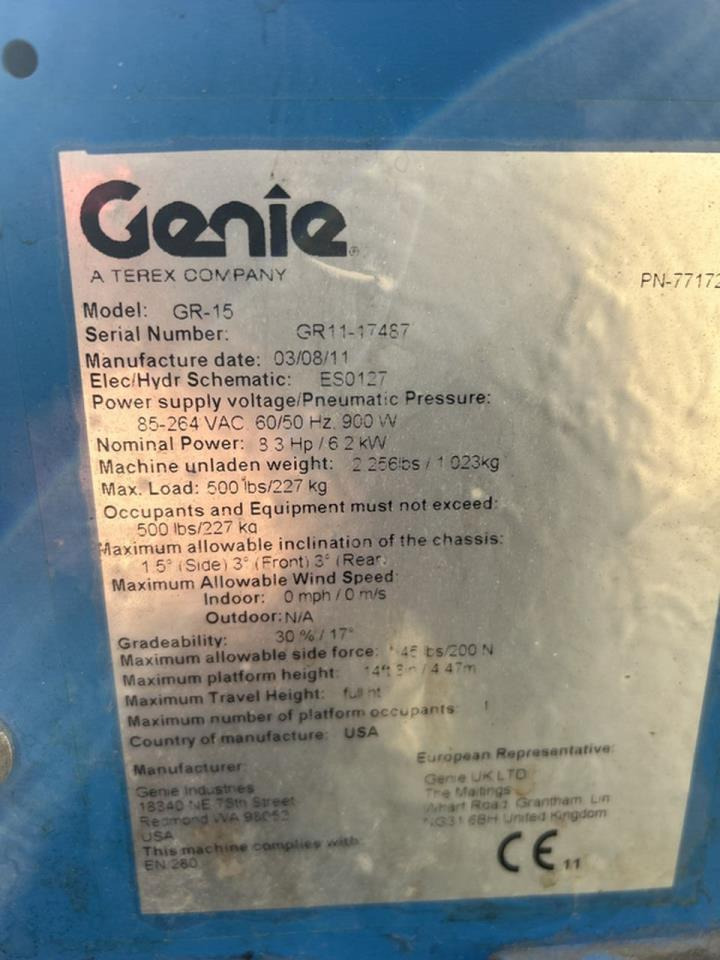 Genie
A TEREX COMPANY
PN-77172
Model: GR-15
Serial Number: GR11-17487
Manufacture date: 03/08/11
Elec/Hydr Schematic: ES0127
Power supply voltage/Pneumatic Pressure:
85-264 VAC, 60/50 Hz, 900 W
Nominal Power: 8.3 Hp / 6.2 kW
Machine unladen weight: 2,256lbs / 1,023kg
Max. Load: 500 lbs/227 kg
Occupants and Equipment must not exceed:
500 lbs/227 kg
Maximum allowable inclination of the chassis:
1.5° (Side) 3° (Front) 3° (Rear)
Maximum Allowable Wind Speed:
Indoor: 0 mph / 0 m/s
Outdoor: N/A
Gradeability: 30 % / 17°
Maximum allowable side force: 45 lbs/200 N
Maximum platform height: 14ft 8in / 4.47m
Maximum Travel Height: full ht
Maximum number of platform occupants: 1
Country of manufacture: USA
Manufacturer:
Genie Industries
18340 NE 76th Street
Redmond WA 98052
USA
This machine complies with:
EN 280
European Representative:
Genie UK LTD
The Maltings
Wharf Road, Grantham, Lin
NG31 6BH United Kingdom
CE 11